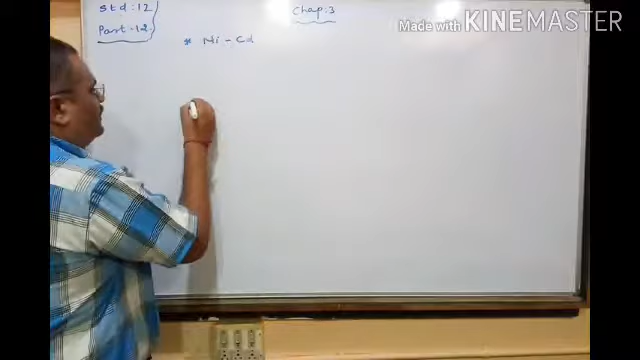 std : 12
Chap : 3
Part - 12.
* Ni - Cd
Made with KINEMASTER